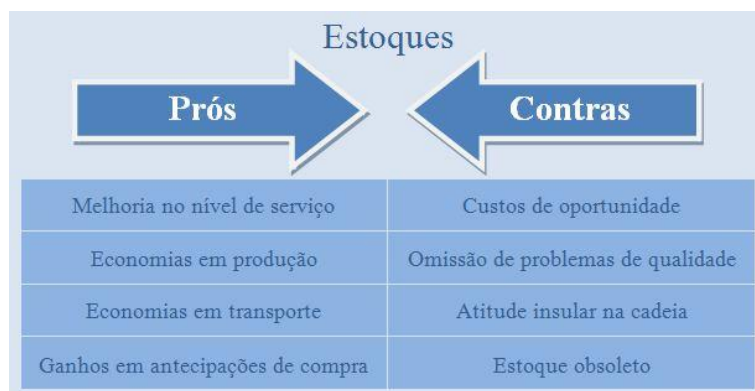 Estoques
Prós
Contras
Melhoria no nível de serviço
Custos de oportunidade
Economias em produção
Omissão de problemas de qualidade
Economias em transporte
Atitude insular na cadeia
Ganhos em antecipações de compra
Estoque obsoleto